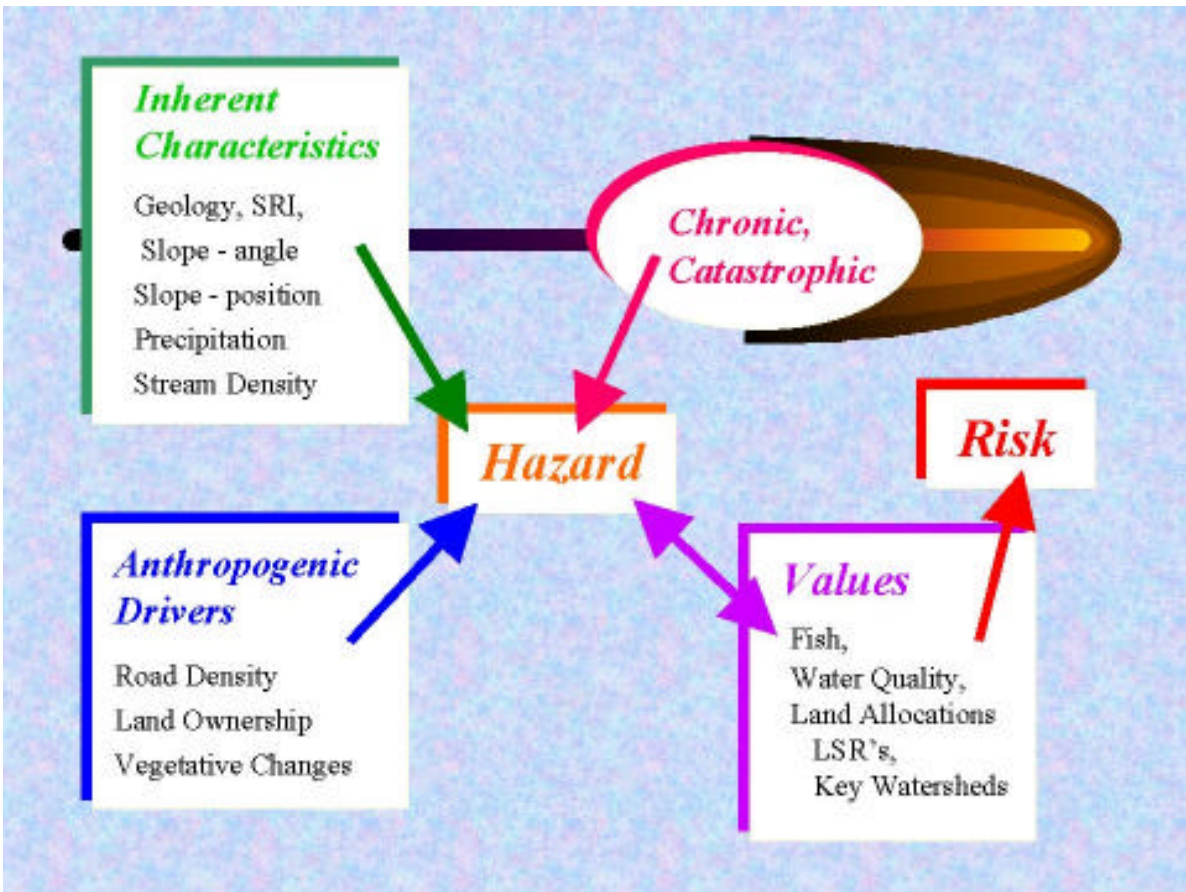 Inherent
Characteristics
Geology, SRI,
Slope - angle
Slope - position
Precipitation
Stream Density
Chronic,
Catastrophic
Hazard
Risk
Anthropogenic
Drivers
Road Density
Land Ownership
Vegetative Changes
Values
Fish,
Water Quality,
Land Allocations
LSR's,
Key Watersheds